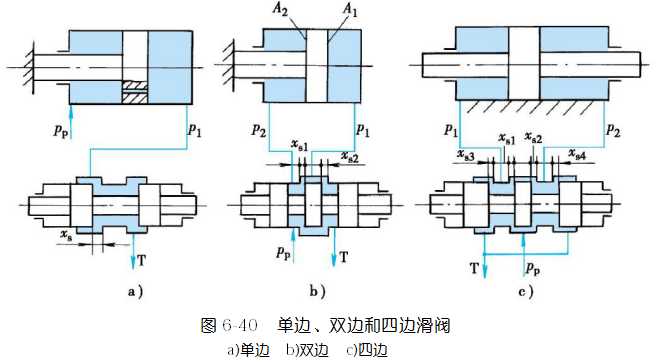 A₂ A₁
pₚ p₁ p₂ p₁ p₁ p₂
xₛ₁ xₛ₂ xₛ₃ xₛ₁ xₛ₂ xₛ₄
xₛ T pₚ T T pₚ
a) b) c)
图 6-40 单边、双边和四边滑阀
a)单边 b)双边 c)四边